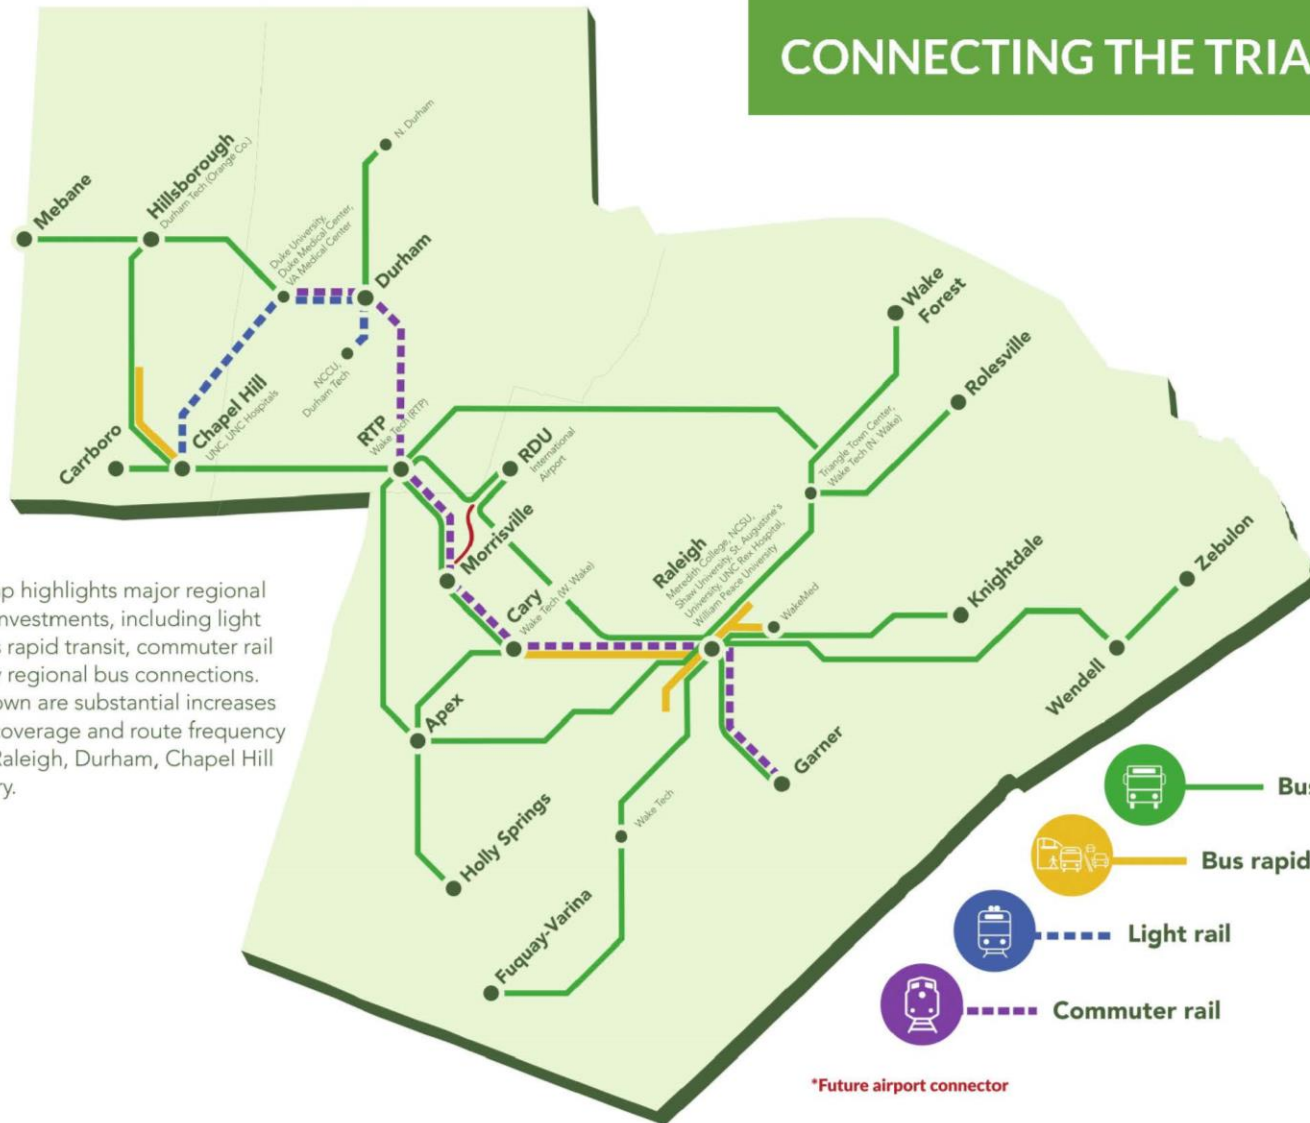 CONNECTING THE TRIA
N. Durham
Hillsborough
Durham Tech (Orange Co.)
Mebane
Duke University,
Duke Medical Center,
VA Medical Center
Durham
Wake
Forest
Rolesville
NCCU,
Durham Tech
Chapel Hill
UNC, UNC Hospitals
Carrboro
RTP
Wake Tech (RTP)
RDU
International
Airport
Triangle Town Center,
Wake Tech (N. Wake)
Morrisville
Raleigh
Meredith College, NCSU,
Shaw University, St. Augustine's
University, UNC Rex Hospital,
William Peace University
Cary
Wake Tech (W. Wake)
WakeMed
Knightdale
Zebulon
Wendell
p highlights major regional
nvestments, including light
s rapid transit, commuter rail
y regional bus connections.
own are substantial increases
overage and route frequency
Raleigh, Durham, Chapel Hill
ry.
Apex
Garner
Holly Springs
Wake Tech
Fuquay-Varina
Bus
Bus rapid
Light rail
Commuter rail
*Future airport connector